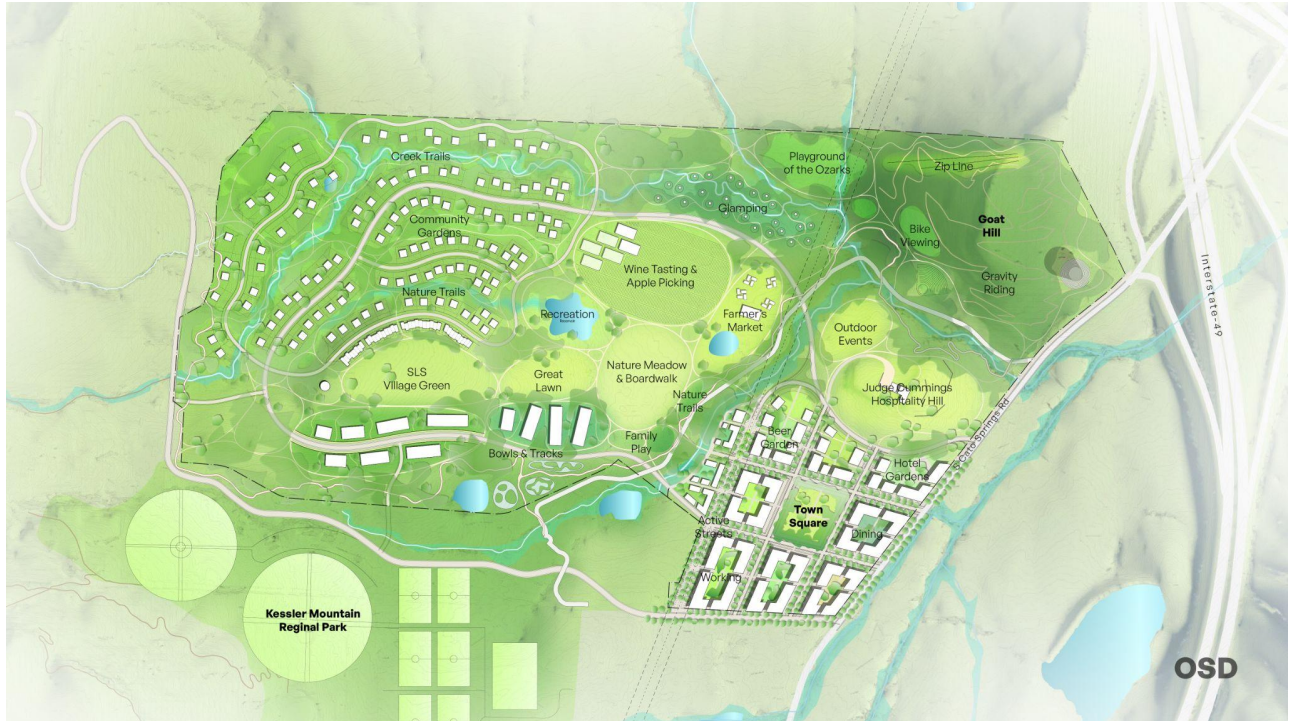 Creek Trails
Playground
of the Ozarks
Zip Line
Glamping
Community
Gardens
Goat
Hill
Bike
Viewing
Wine Tasting &
Apple Picking
Gravity
Riding
Nature Trails
Recreation
Farmer's
Market
Outdoor
Events
Interstate-49
SLS
Village Green
Great
Lawn
Nature Meadow
& Boardwalk
Judge Cummings
Hospitality Hill
Nature
Trails
S Cato Springs Rd
Beer
Garden
Family
Play
Bowls & Tracks
Hotel
Gardens
Town
Square
Active
Streets
Dining
Working
Kessler Mountain
Reginal Park
OSD